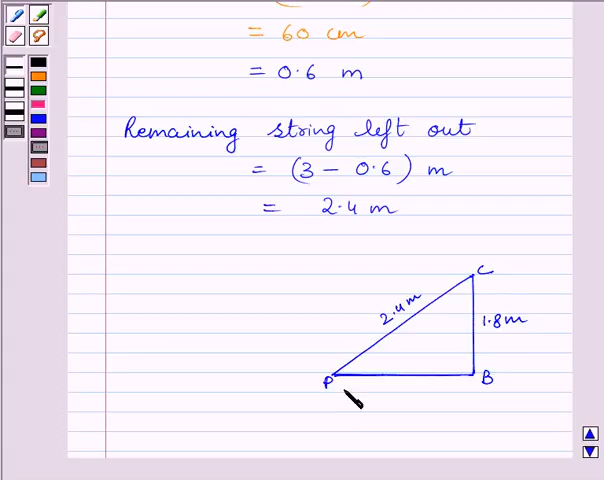 = 60 cm
= 0.6 m
Remaining string left out
= (3 - 0.6) m
= 2.4 m
C
2.4m
1.8m
P
B